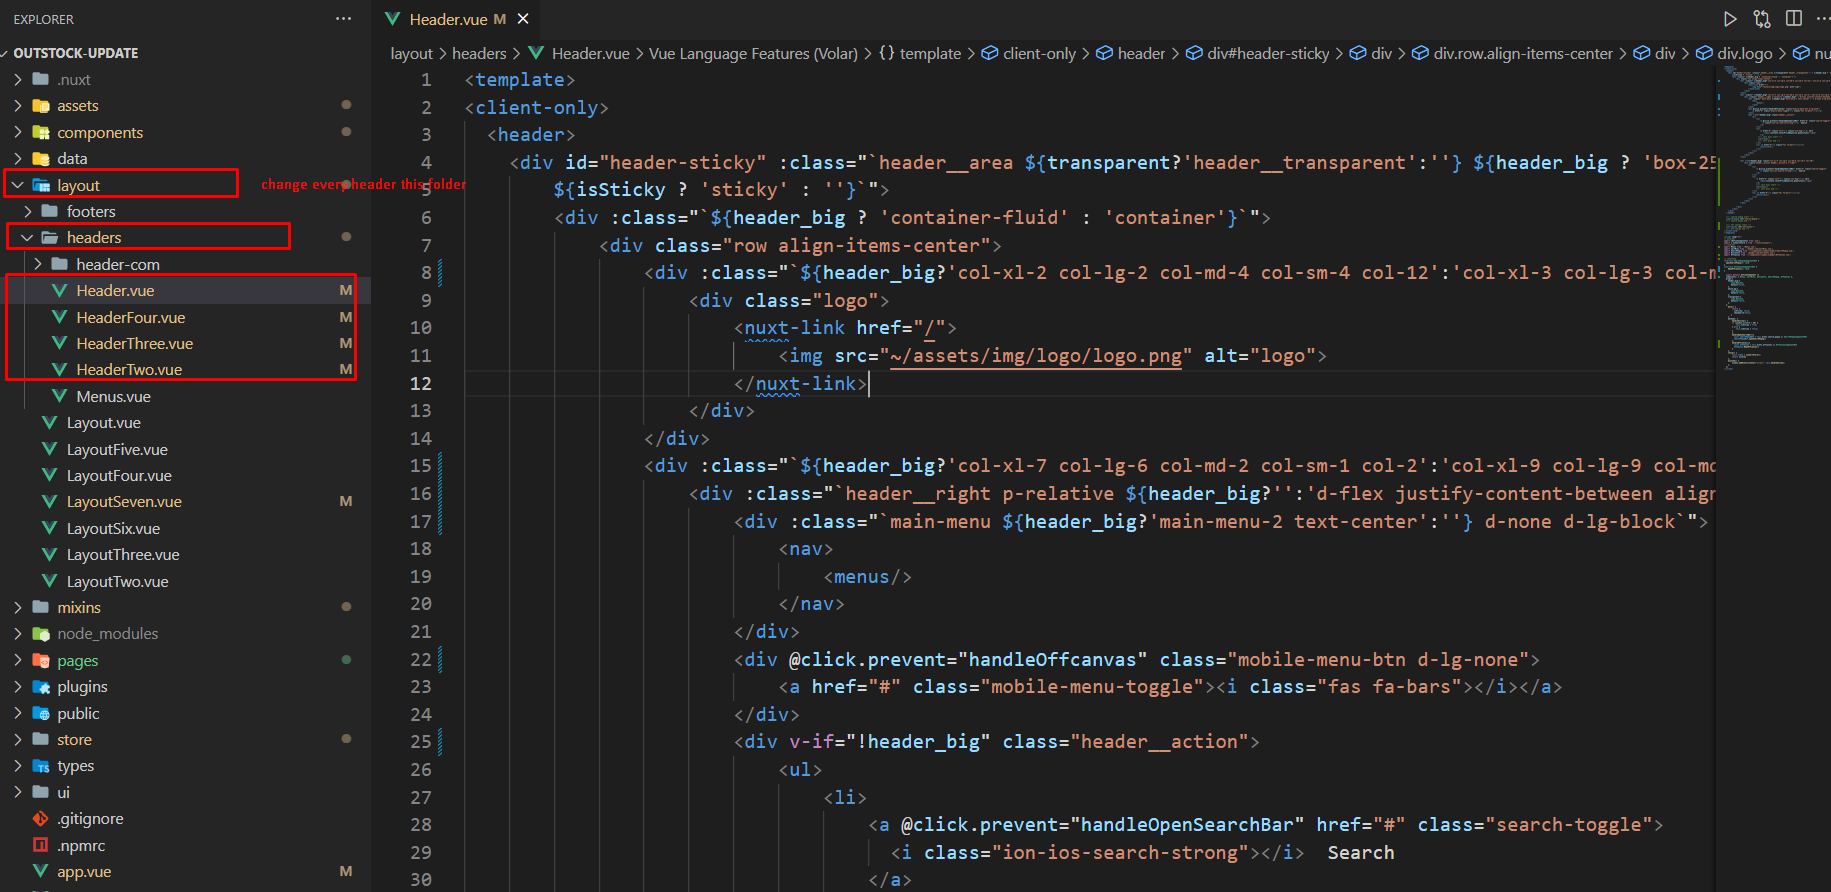 EXPLORER
OUTSTOCK-UPDATE
.nuxt
assets
components
data
layout
change every header this folder
footers
headers
header-com
Header.vue M
HeaderFour.vue M
HeaderThree.vue M
HeaderTwo.vue M
Menus.vue
Layout.vue
LayoutFive.vue
LayoutFour.vue
LayoutSeven.vue M
LayoutSix.vue
LayoutThree.vue
LayoutTwo.vue
mixins
node_modules
pages
plugins
public
store
types
ui
.gitignore
.npmrc
app.vue M
Header.vue M
layout > headers > Header.vue > Vue Language Features (Volar) > {} template > client-only > header > div#header-sticky > div > div.row.align-items-center > div > div.logo > nu
1 <template>
2 <client-only>
3 <header>
4 <div id="header-sticky" :class="`header__area ${transparent?'header__transparent':''} ${header_big ? 'box-25
5 ${isSticky ? 'sticky' : ''}`">
6 <div :class="`${header_big ? 'container-fluid' : 'container'}`">
7 <div class="row align-items-center">
8 <div :class="`${header_big?'col-xl-2 col-lg-2 col-md-4 col-sm-4 col-12':'col-xl-3 col-lg-3 col-m
9 <div class="logo">
10 <nuxt-link href="/">
11 <img src="~/assets/img/logo/logo.png" alt="logo">
12 </nuxt-link>
13 </div>
14 </div>
15 <div :class="`${header_big?'col-xl-7 col-lg-6 col-md-2 col-sm-1 col-2':'col-xl-9 col-lg-9 col-md
16 <div :class="`header__right p-relative ${header_big?'':'d-flex justify-content-between align
17 <div :class="`main-menu ${header_big?'main-menu-2 text-center':''} d-none d-lg-block`">
18 <nav>
19 <menus/>
20 </nav>
21 </div>
22 <div @click.prevent="handleOffcanvas" class="mobile-menu-btn d-lg-none">
23 <a href="#" class="mobile-menu-toggle"><i class="fas fa-bars"></i></a>
24 </div>
25 <div v-if="!header_big" class="header__action">
26 <ul>
27 <li>
28 <a @click.prevent="handleOpenSearchBar" href="#" class="search-toggle">
29 <i class="ion-ios-search-strong"></i> Search
30 </a>